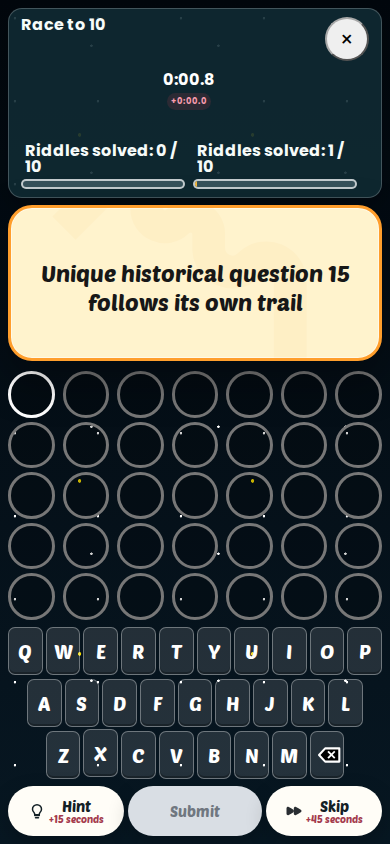 Race to 10
×
0:00.8
+0:00.0
Riddles solved: 0 /
10
Riddles solved: 1 /
10
Unique historical question 15
follows its own trail
Q W E R T Y U I O P
A S D F G H J K L
Z X C V B N M
Hint
+15 seconds
Submit
Skip
+45 seconds